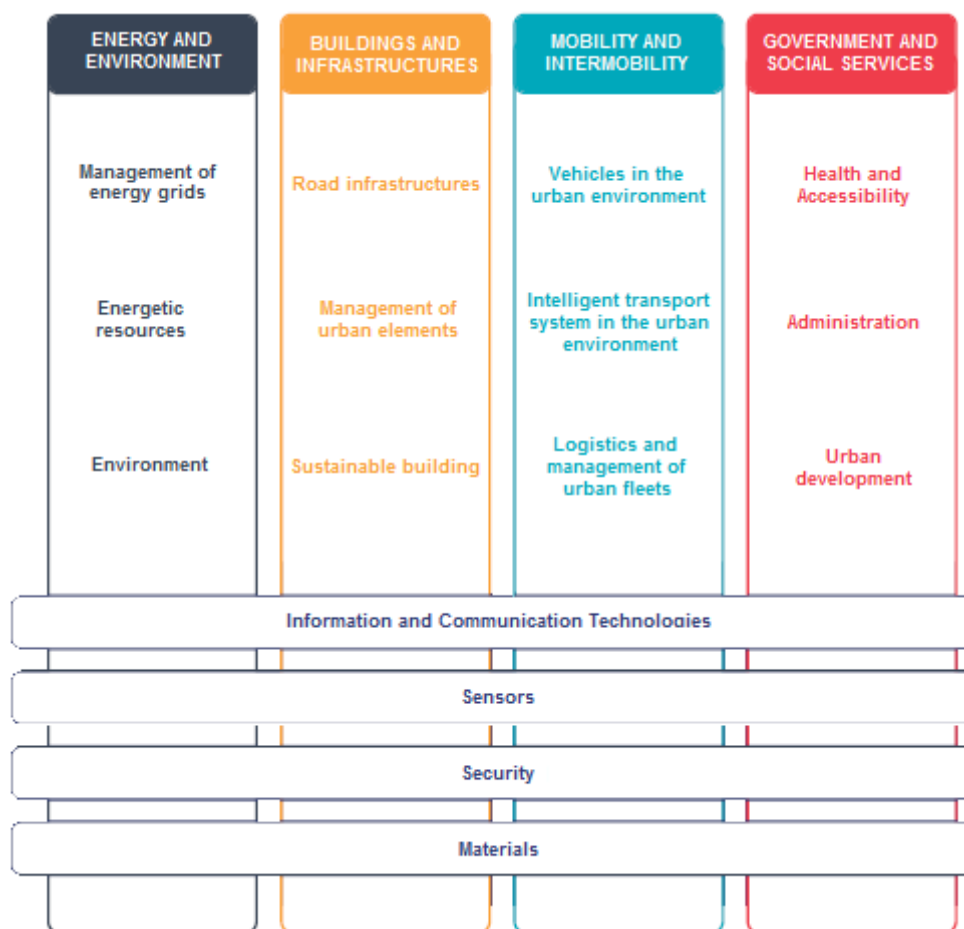 ENERGY AND
ENVIRONMENT
BUILDINGS AND
INFRASTRUCTURES
MOBILITY AND
INTERMOBILITY
GOVERNMENT AND
SOCIAL SERVICES
Management of
energy grids
Road infrastructures
Vehicles in the
urban environment
Health and
Accessibility
Energetic
resources
Management of
urban elements
Intelligent transport
system in the urban
environment
Administration
Environment
Sustainable building
Logistics and
management of
urban fleets
Urban
development
Information and Communication Technologies
Sensors
Security
Materials